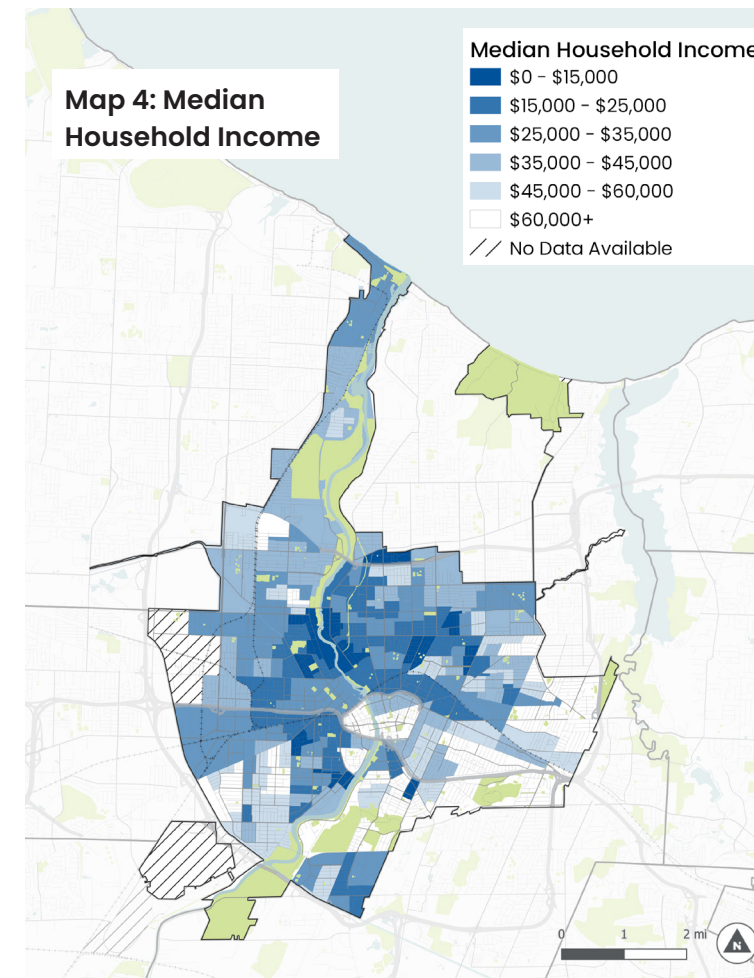 Map 4: Median
Household Income
Median Household Income
$0 - $15,000
$15,000 - $25,000
$25,000 - $35,000
$35,000 - $45,000
$45,000 - $60,000
$60,000+
No Data Available
0 1 2 mi
N